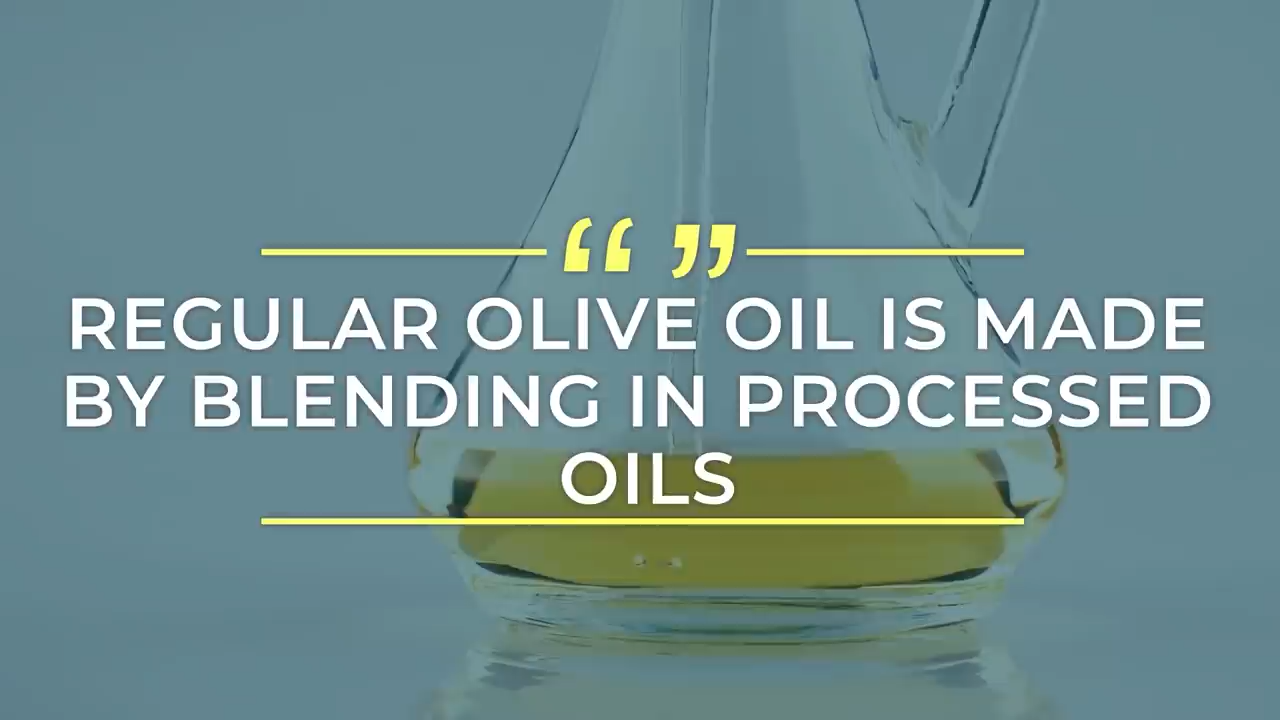 “ ”
REGULAR OLIVE OIL IS MADE
BY BLENDING IN PROCESSED
OILS